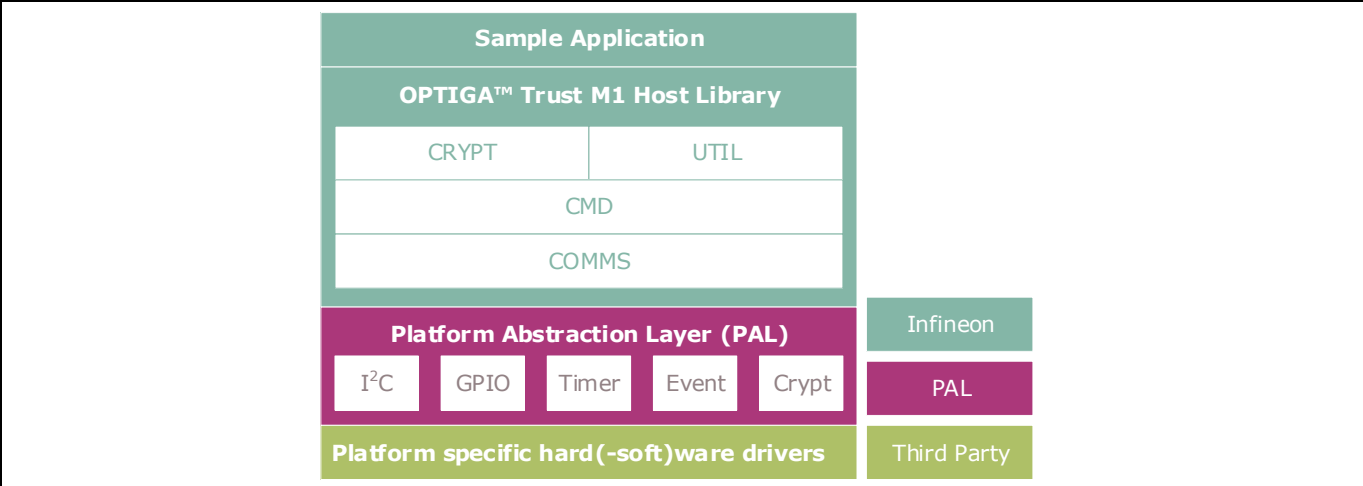 Sample Application
OPTIGA™ Trust M1 Host Library
CRYPT UTIL
CMD
COMMS
Platform Abstraction Layer (PAL)
I²C GPIO Timer Event Crypt
Platform specific hard(-soft)ware drivers
Infineon
PAL
Third Party